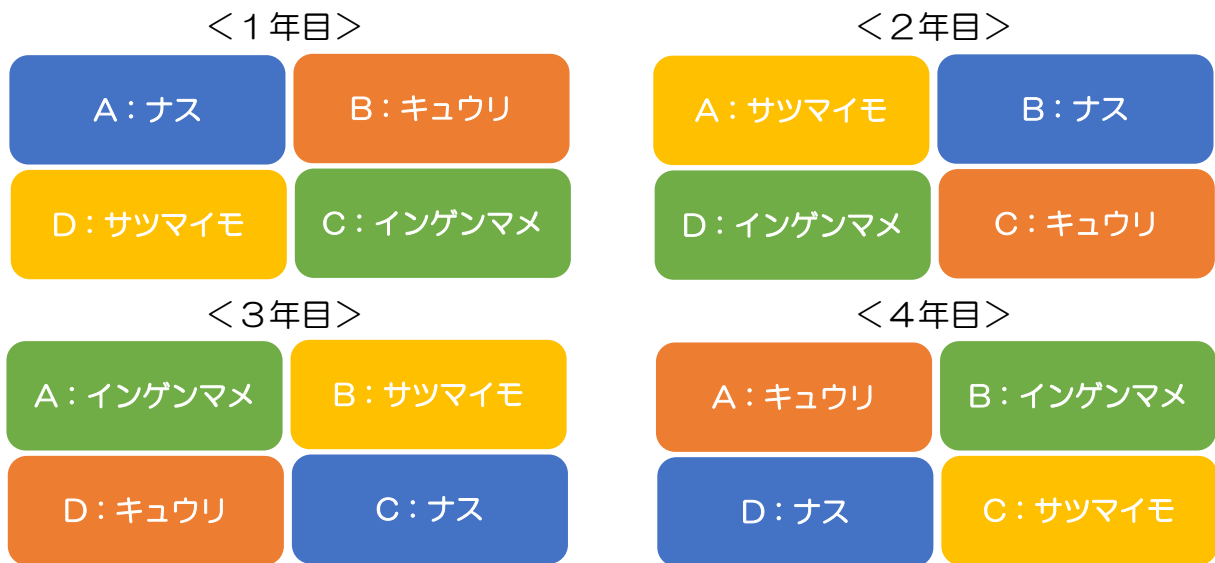 ＜１年目＞
A：ナス
B：キュウリ
D：サツマイモ
C：インゲンマメ
＜２年目＞
A：サツマイモ
B：ナス
D：インゲンマメ
C：キュウリ
＜３年目＞
A：インゲンマメ
B：サツマイモ
D：キュウリ
C：ナス
＜４年目＞
A：キュウリ
B：インゲンマメ
D：ナス
C：サツマイモ